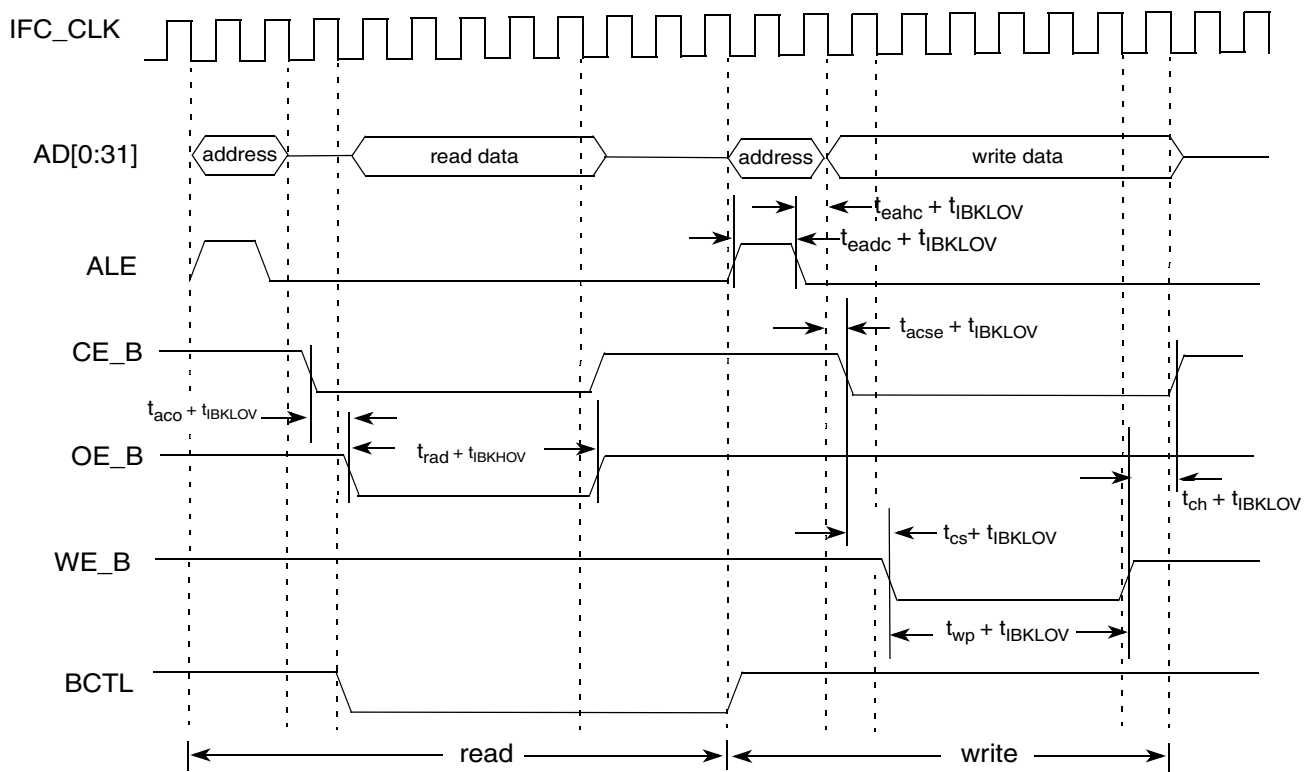 IFC_CLK
AD[0:31]
address
read data
address
write data
teahc + tIBKLOV
teadc + tIBKLOV
ALE
tacse + tIBKLOV
CE_B
taco + tIBKLOV
trad + tIBKHOV
OE_B
tch + tIBKLOV
tcs+ tIBKLOV
WE_B
twp + tIBKLOV
BCTL
read
write